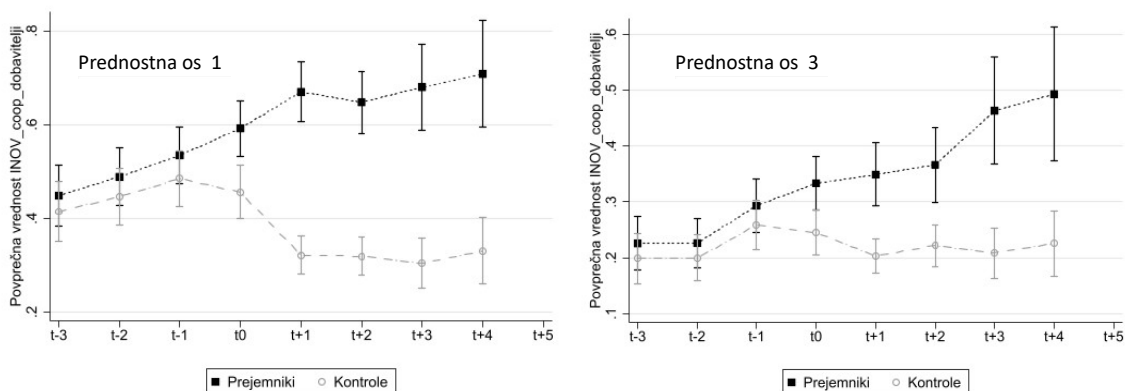 Prednostna os 1
Povprečna vrednost INOV_coop_dobavitelji
.8
.6
.4
.2
t-3 t-2 t-1 t0 t+1 t+2 t+3 t+4 t+5
Prejemniki Kontrole
Prednostna os 3
Povprečna vrednost INOV_coop_dobavitelji
.6
.5
.4
.3
.2
.1
t-3 t-2 t-1 t0 t+1 t+2 t+3 t+4 t+5
Prejemniki Kontrole